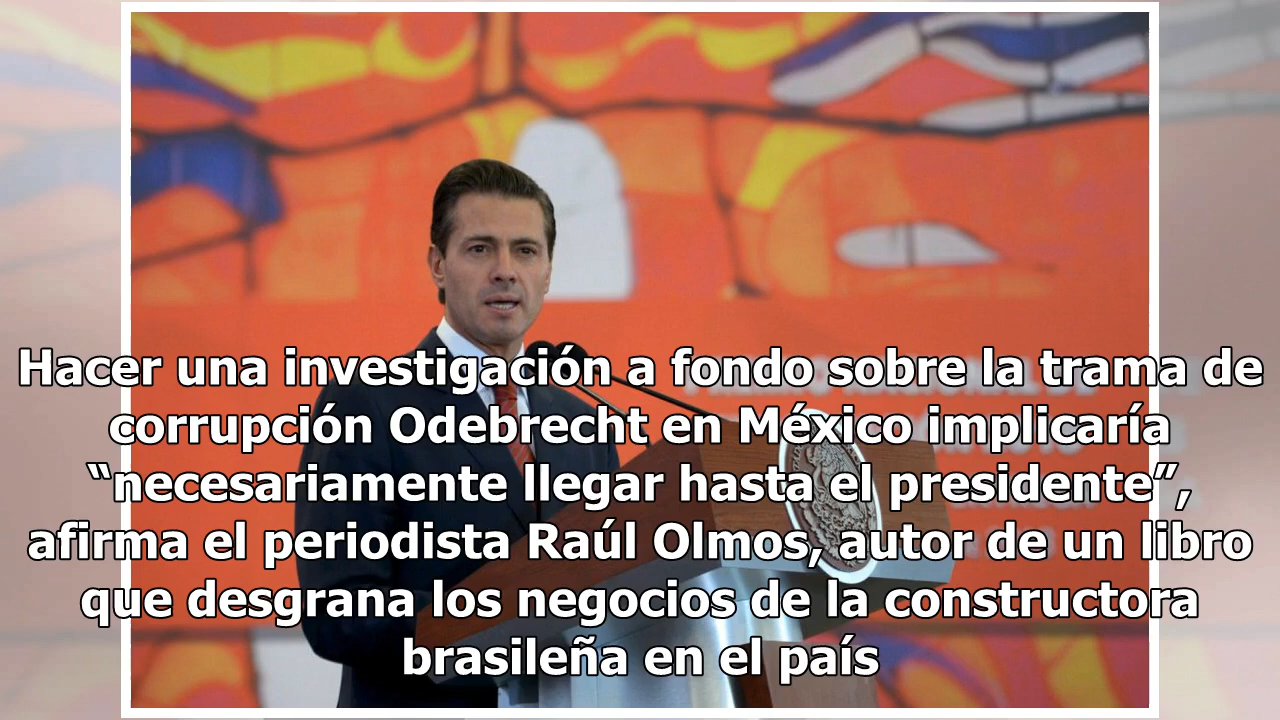 Hacer una investigación a fondo sobre la trama de
corrupción Odebrecht en México implicaría
“necesariamente llegar hasta el presidente”,
afirma el periodista Raúl Olmos, autor de un libro
que desgrana los negocios de la constructora
brasileña en el país